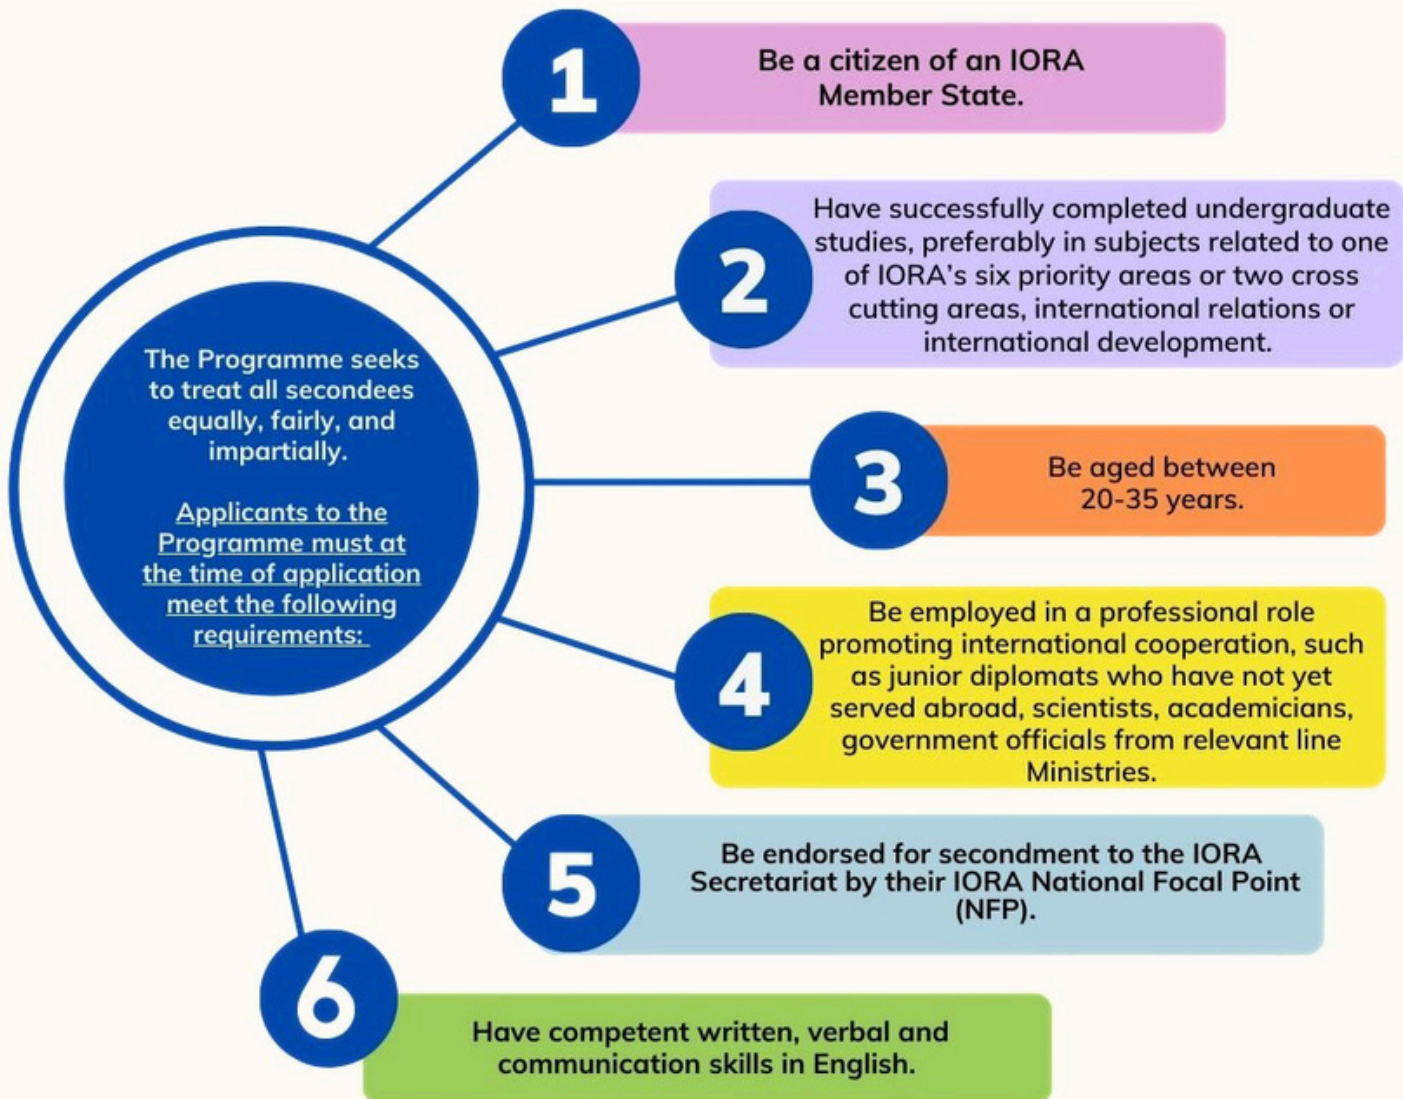 The Programme seeks
to treat all secondees
equally, fairly, and
impartially.
Applicants to the
Programme must at
the time of application
meet the following
requirements:
1
Be a citizen of an IORA
Member State.
2
Have successfully completed undergraduate
studies, preferably in subjects related to one
of IORA's six priority areas or two cross
cutting areas, international relations or
international development.
3
Be aged between
20-35 years.
4
Be employed in a professional role
promoting international cooperation, such
as junior diplomats who have not yet
served abroad, scientists, academicians,
government officials from relevant line
Ministries.
5
Be endorsed for secondment to the IORA
Secretariat by their IORA National Focal Point
(NFP).
6
Have competent written, verbal and
communication skills in English.